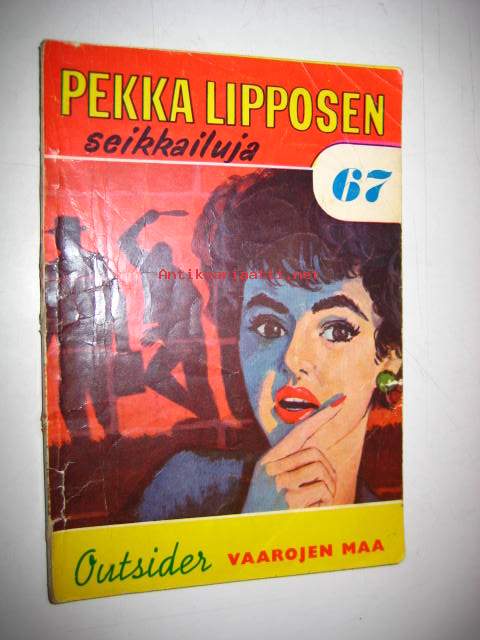 PEKKA LIPPOSEN
seikkailuja
67
Antikvariaatti.net
Outsider VAAROJEN MAA